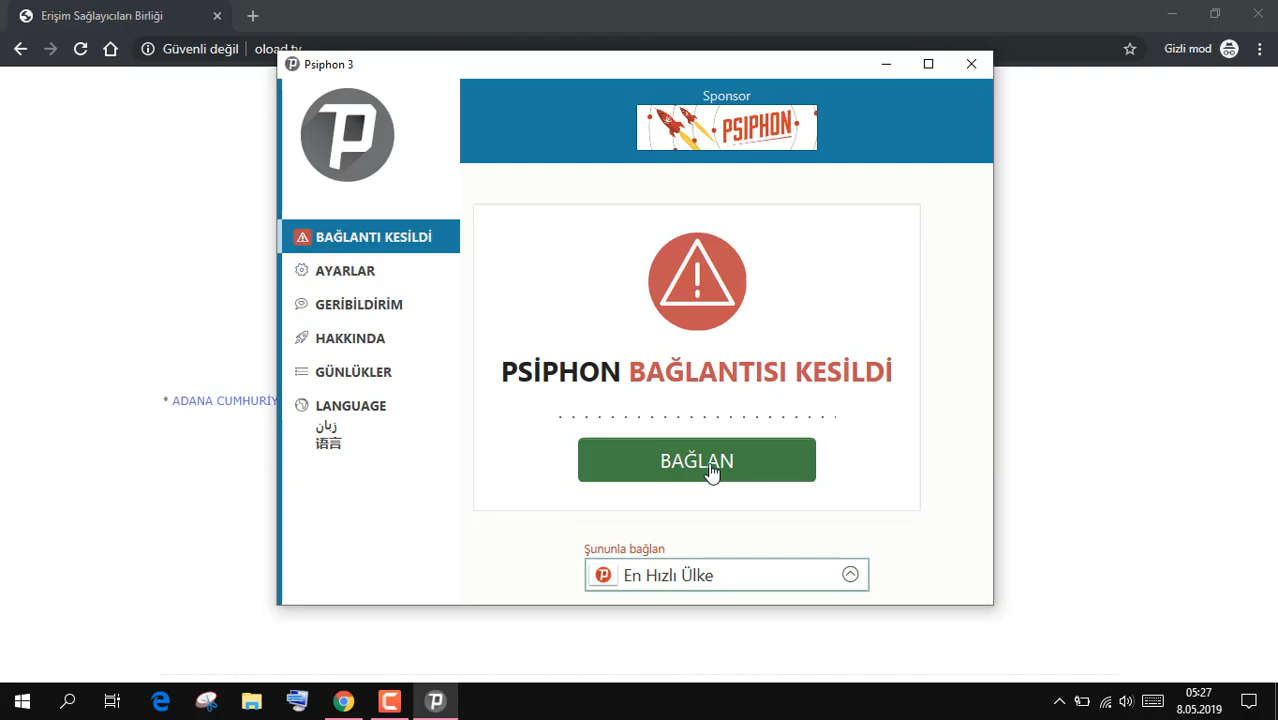 Erişim Sağlayıcıları Birliği
Güvenli değil
oload.tv
Gizli mod
Psiphon 3
Sponsor
PSIPHON
BAĞLANTI KESİLDİ
AYARLAR
GERİBİLDİRİM
HAKKINDA
GÜNLÜKLER
LANGUAGE
زبان
语言
PSİPHON BAĞLANTISI KESİLDİ
BAĞLAN
Şununla bağlan
En Hızlı Ülke
* ADANA CUMHURİY
05:27
8.05.2019